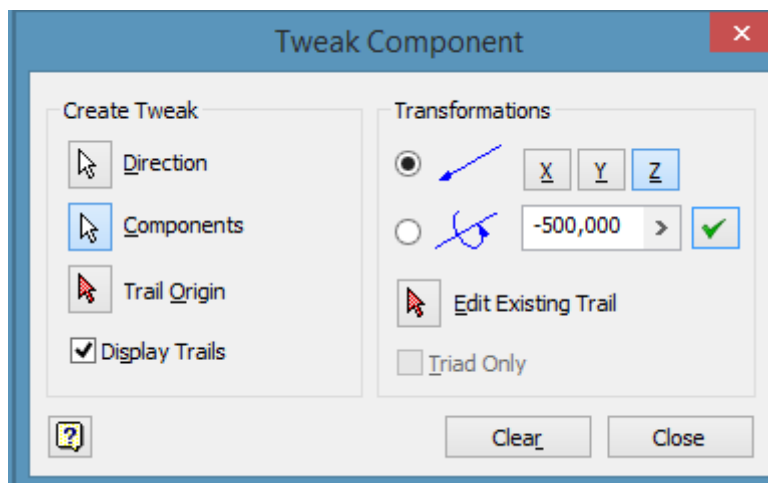 Tweak Component
Create Tweak
Direction
Components
Trail Origin
Display Trails
Transformations
X Y Z
-500,000
Edit Existing Trail
Triad Only
?
Clear
Close